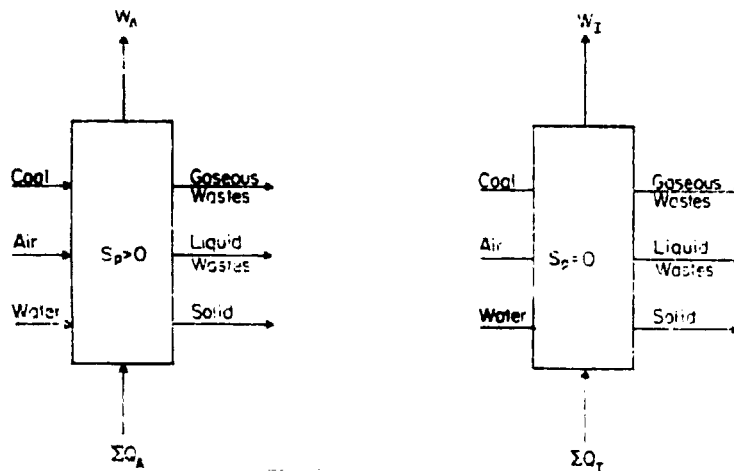 W_A
Coal
Gaseous
Wastes
Air
S_P>0
Liquid
Wastes
Water
Solid
ΣQ_A
W_I
Coal
Gaseous
Wastes
Air
S_P=0
Liquid
Wastes
Water
Solid
ΣQ_I